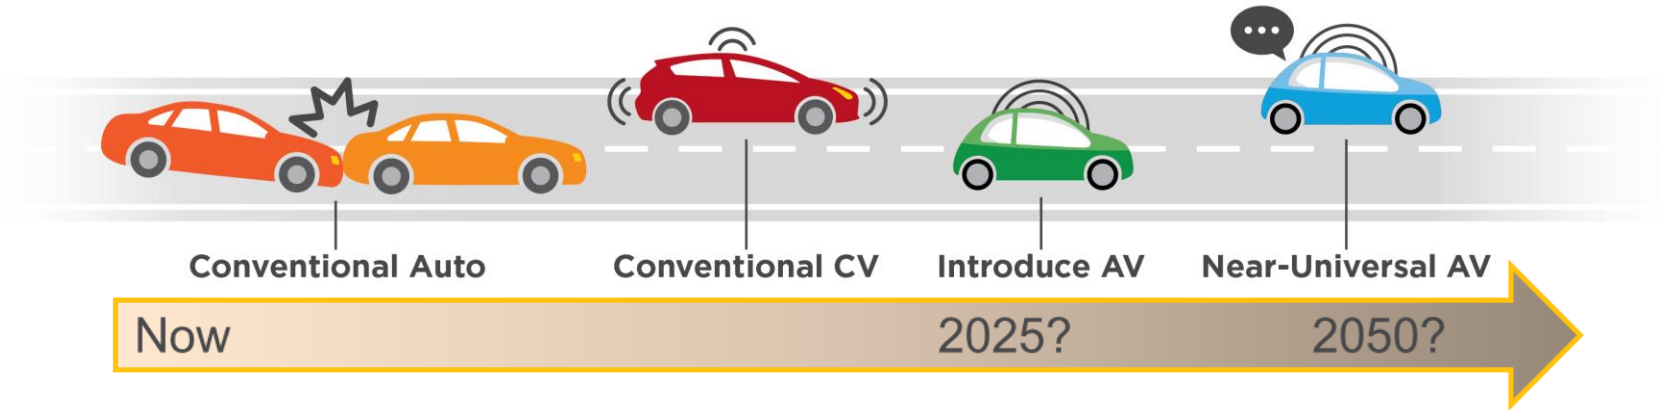 Conventional Auto
Conventional CV
Introduce AV
Near-Universal AV
Now
2025?
2050?